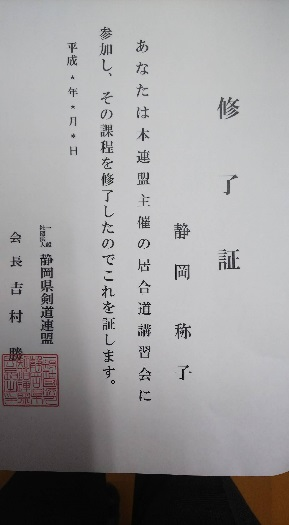 修了証
静岡称子
あなたは本連盟主催の居合道講習会に
参加し、その課程を修了したのでこれを証します。
平成*年*月*日
一般社団法人 静岡県剣道連盟
会長吉村勝